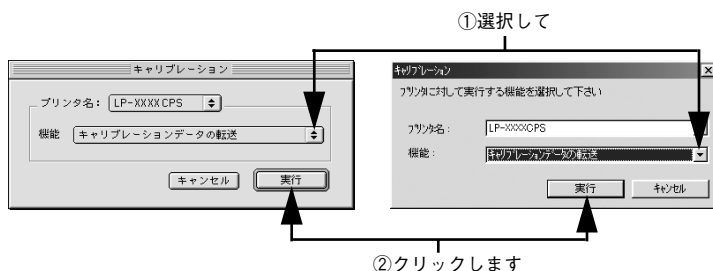 ①選択して
キャリブレーション
プリンタ名： LP-XXXXCPS
機能 キャリブレーションデータの転送
キャンセル 実行
キャリブレーション
プリンタに対して実行する機能を選択して下さい
プリンタ名： LP-XXXXCPS
機能： キャリブレーションデータの転送
実行 キャンセル
②クリックします